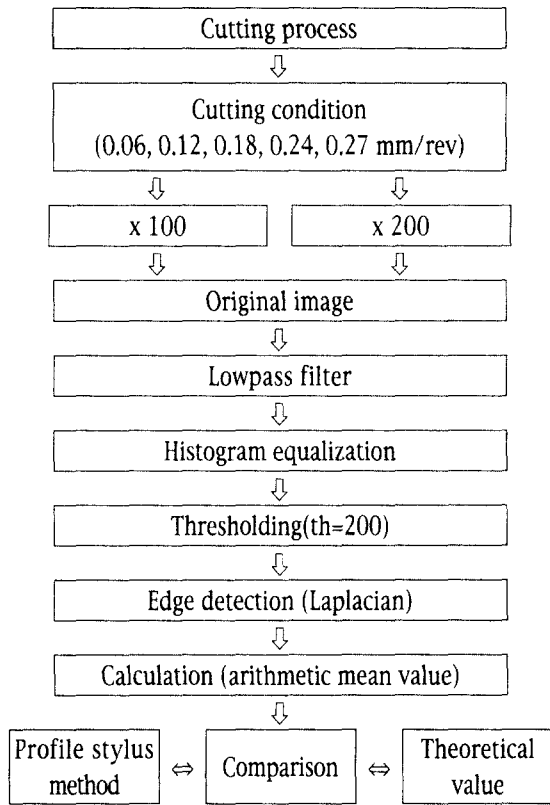 Cutting process
Cutting condition
(0.06, 0.12, 0.18, 0.24, 0.27 mm/rev)
x 100
x 200
Original image
Lowpass filter
Histogram equalization
Thresholding(th=200)
Edge detection (Laplacian)
Calculation (arithmetic mean value)
Profile stylus
method
Comparison
Theoretical
value